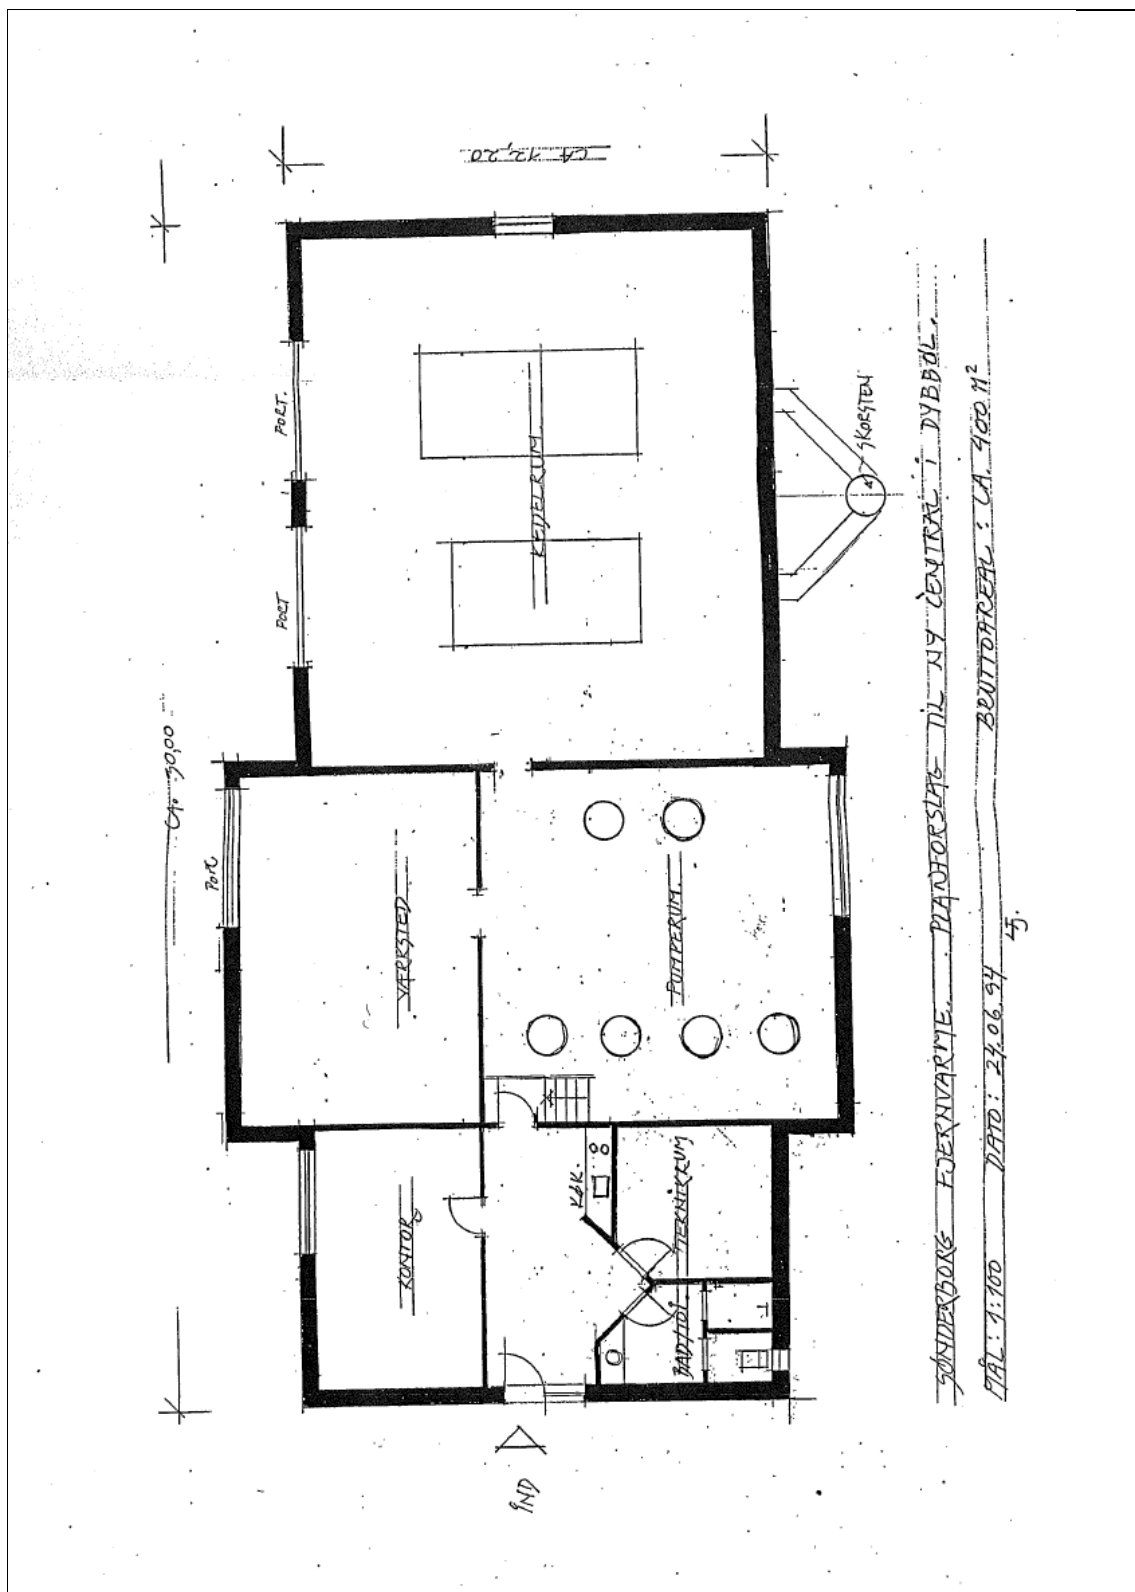 CA 12,20
CA. 30,00
PORT.
PORT
PORT
KEDELRUM.
SKORSTEN
VÆRKSTED
PUMPERUM.
KONTOR
KØK.
TEKNIKRUM
BAD/TOI.
IND
SØNDERBORG FJERNVARME. PLANFORSLAG TIL NY CENTRAL i DYBBØL.
MÅL: 1:100 DATO: 24.06.94 BRUTTOAREAL: CA. 400 M²